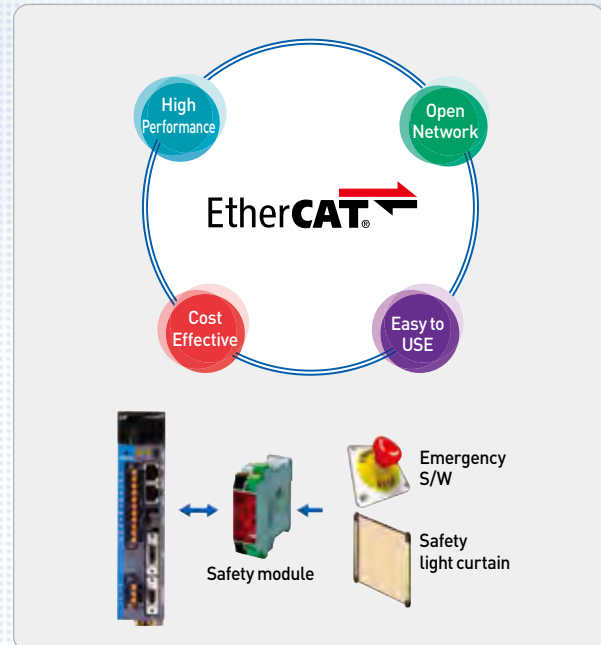 High
Performance
Open
Network
EtherCAT®
Cost
Effective
Easy to
USE
Emergency
S/W
Safety module
Safety
light curtain